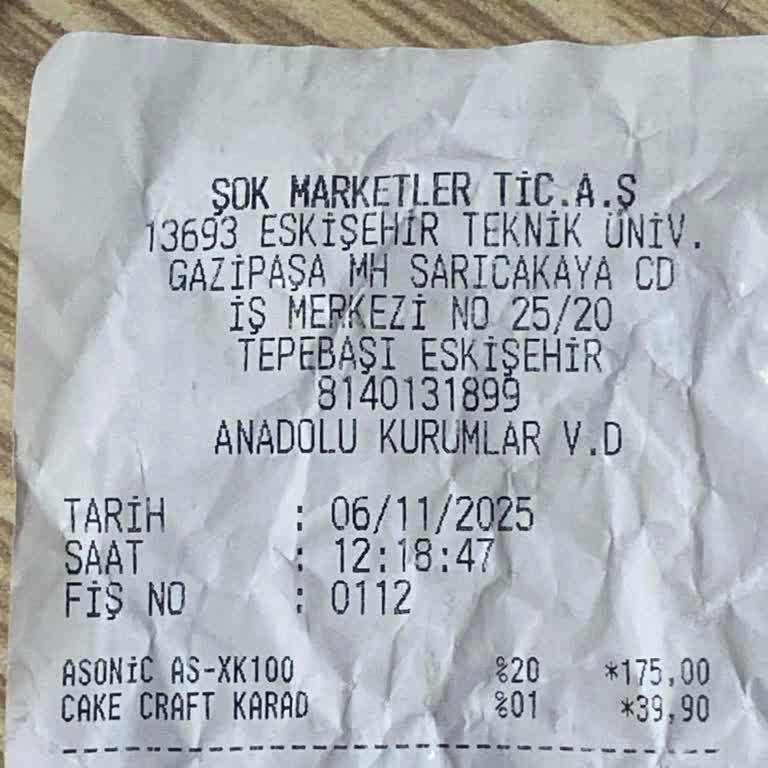 ŞOK MARKETLER TİC.A.Ş
13693 ESKİŞEHİR TEKNİK ÜNİV.
GAZİPAŞA MH SARICAKAYA CD
İŞ MERKEZİ NO 25/20
TEPEBAŞI ESKİŞEHİR
8140131899
ANADOLU KURUMLAR V.D
TARİH : 06/11/2025
SAAT : 12:18:47
FİŞ NO : 0112
ASONİC AS-XK100 %20 *175,00
CAKE CRAFT KARAD %01 *39,90